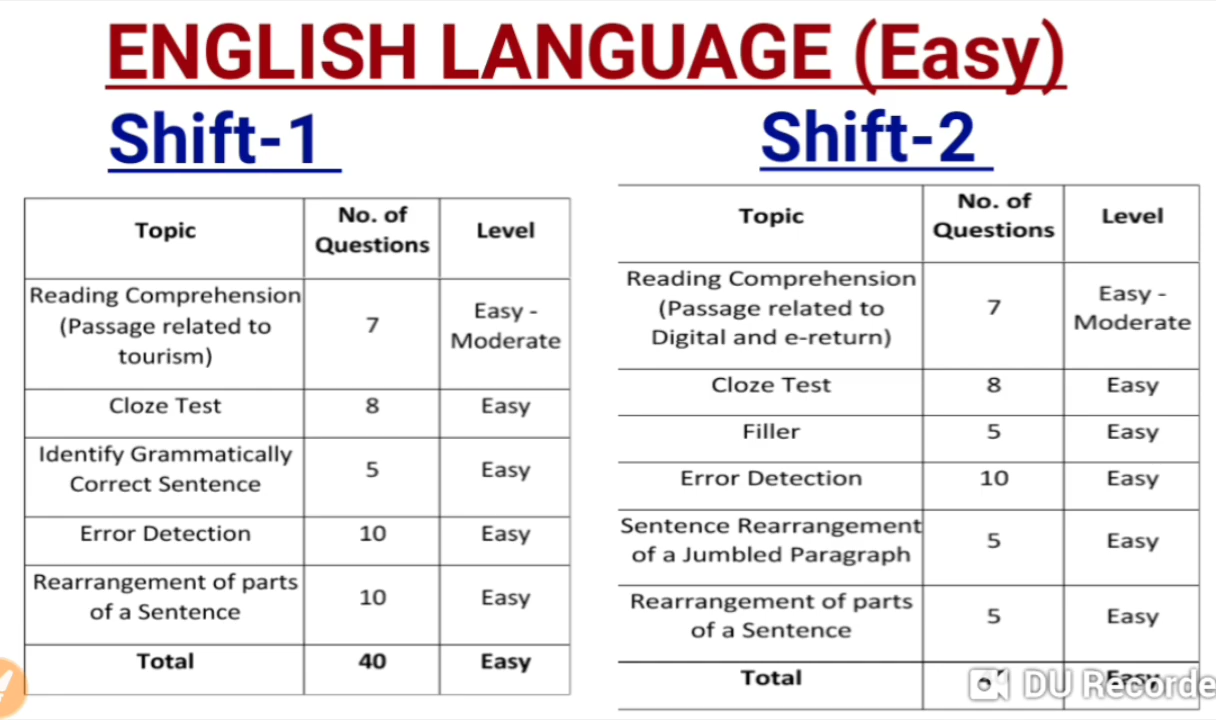 ENGLISH LANGUAGE (Easy)
Shift-1
Topic
No. of
Questions
Level
Reading Comprehension
(Passage related to
tourism)
7
Easy -
Moderate
Cloze Test
8
Easy
Identify Grammatically
Correct Sentence
5
Easy
Error Detection
10
Easy
Rearrangement of parts
of a Sentence
10
Easy
Total
40
Easy
Shift-2
Topic
No. of
Questions
Level
Reading Comprehension
(Passage related to
Digital and e-return)
7
Easy -
Moderate
Cloze Test
8
Easy
Filler
5
Easy
Error Detection
10
Easy
Sentence Rearrangement
of a Jumbled Paragraph
5
Easy
Rearrangement of parts
of a Sentence
5
Easy
Total
Easy
DU Recorde